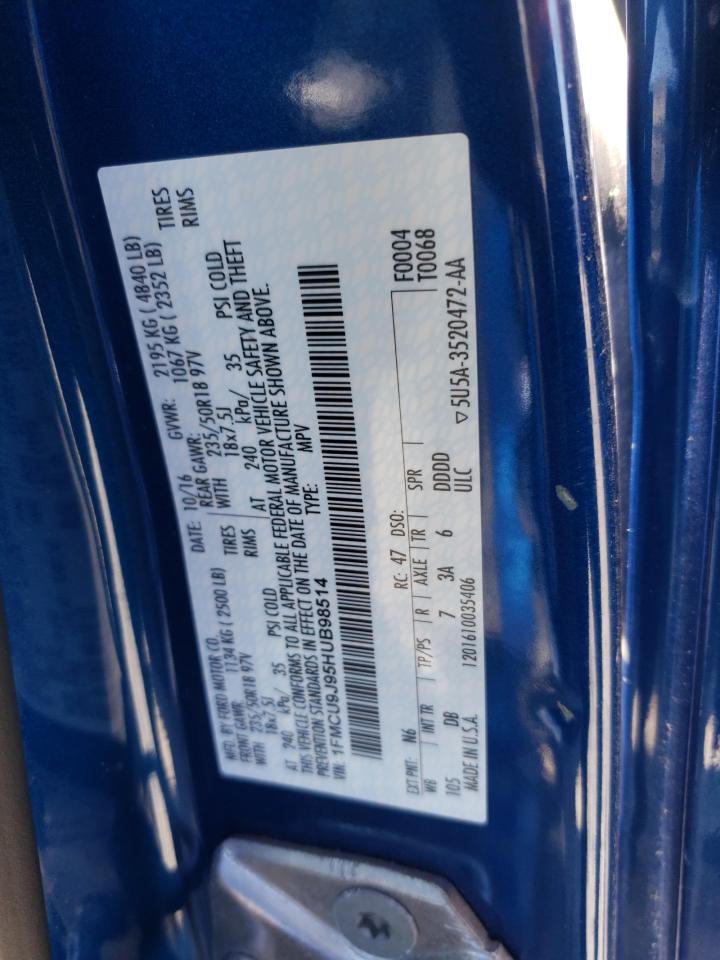 MFD. BY FORD MOTOR CO. DATE: 10/16 GVWR: 2195 KG ( 4840 LB)
FRONT GAWR: 1134 KG ( 2500 LB) REAR GAWR: 1067 KG ( 2352 LB)
WITH 235/50R18 97V TIRES WITH 235/50R18 97V TIRES
18x7.5J RIMS 18x7.5J RIMS
AT 240 kPa/ 35 PSI COLD AT 240 kPa/ 35 PSI COLD
THIS VEHICLE CONFORMS TO ALL APPLICABLE FEDERAL MOTOR VEHICLE SAFETY AND THEFT
PREVENTION STANDARDS IN EFFECT ON THE DATE OF MANUFACTURE SHOWN ABOVE.
VIN: 1FMCU9J95HUB98514 TYPE: MPV
EXT PNT: N6 RC: 47 DSO: F0004
WB INT TR TP/PS R AXLE TR SPR T0068
105 DB 7 3A 6 DDDD
MADE IN U.S.A. 1201610035406 ULC ▽5U5A-3520472-AA